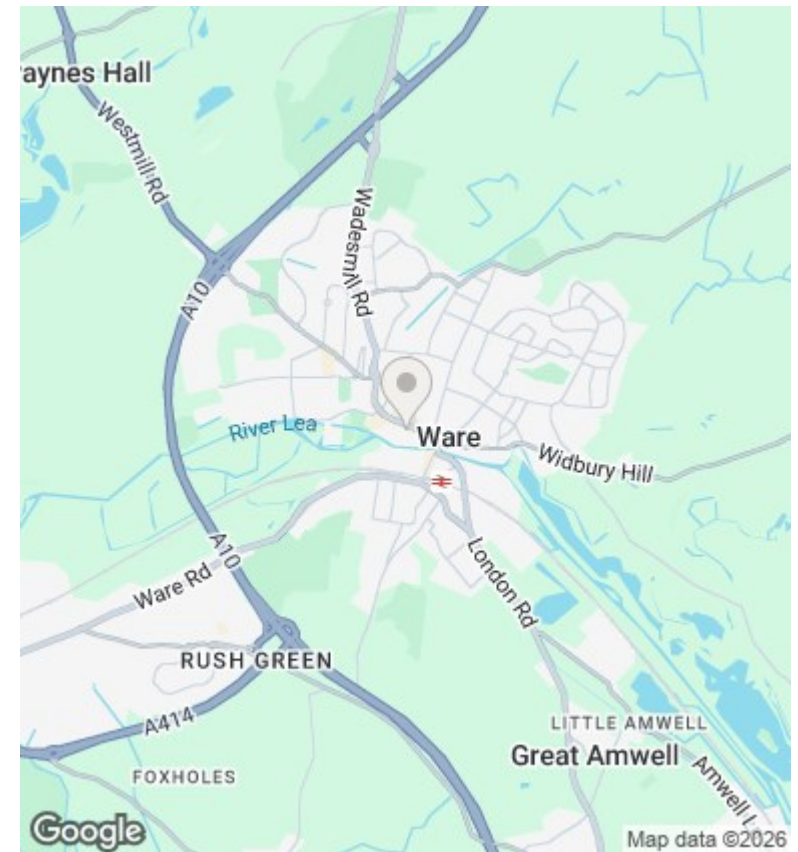 aynes Hall
Westmill Rd
Wadesmill Rd
A10
River Lea
Ware
Widbury Hill
A10
Ware Rd
London Rd
RUSH GREEN
A414
LITTLE AMWELL
Great Amwell
FOXHOLES
Amwell L
Google
Map data ©2026